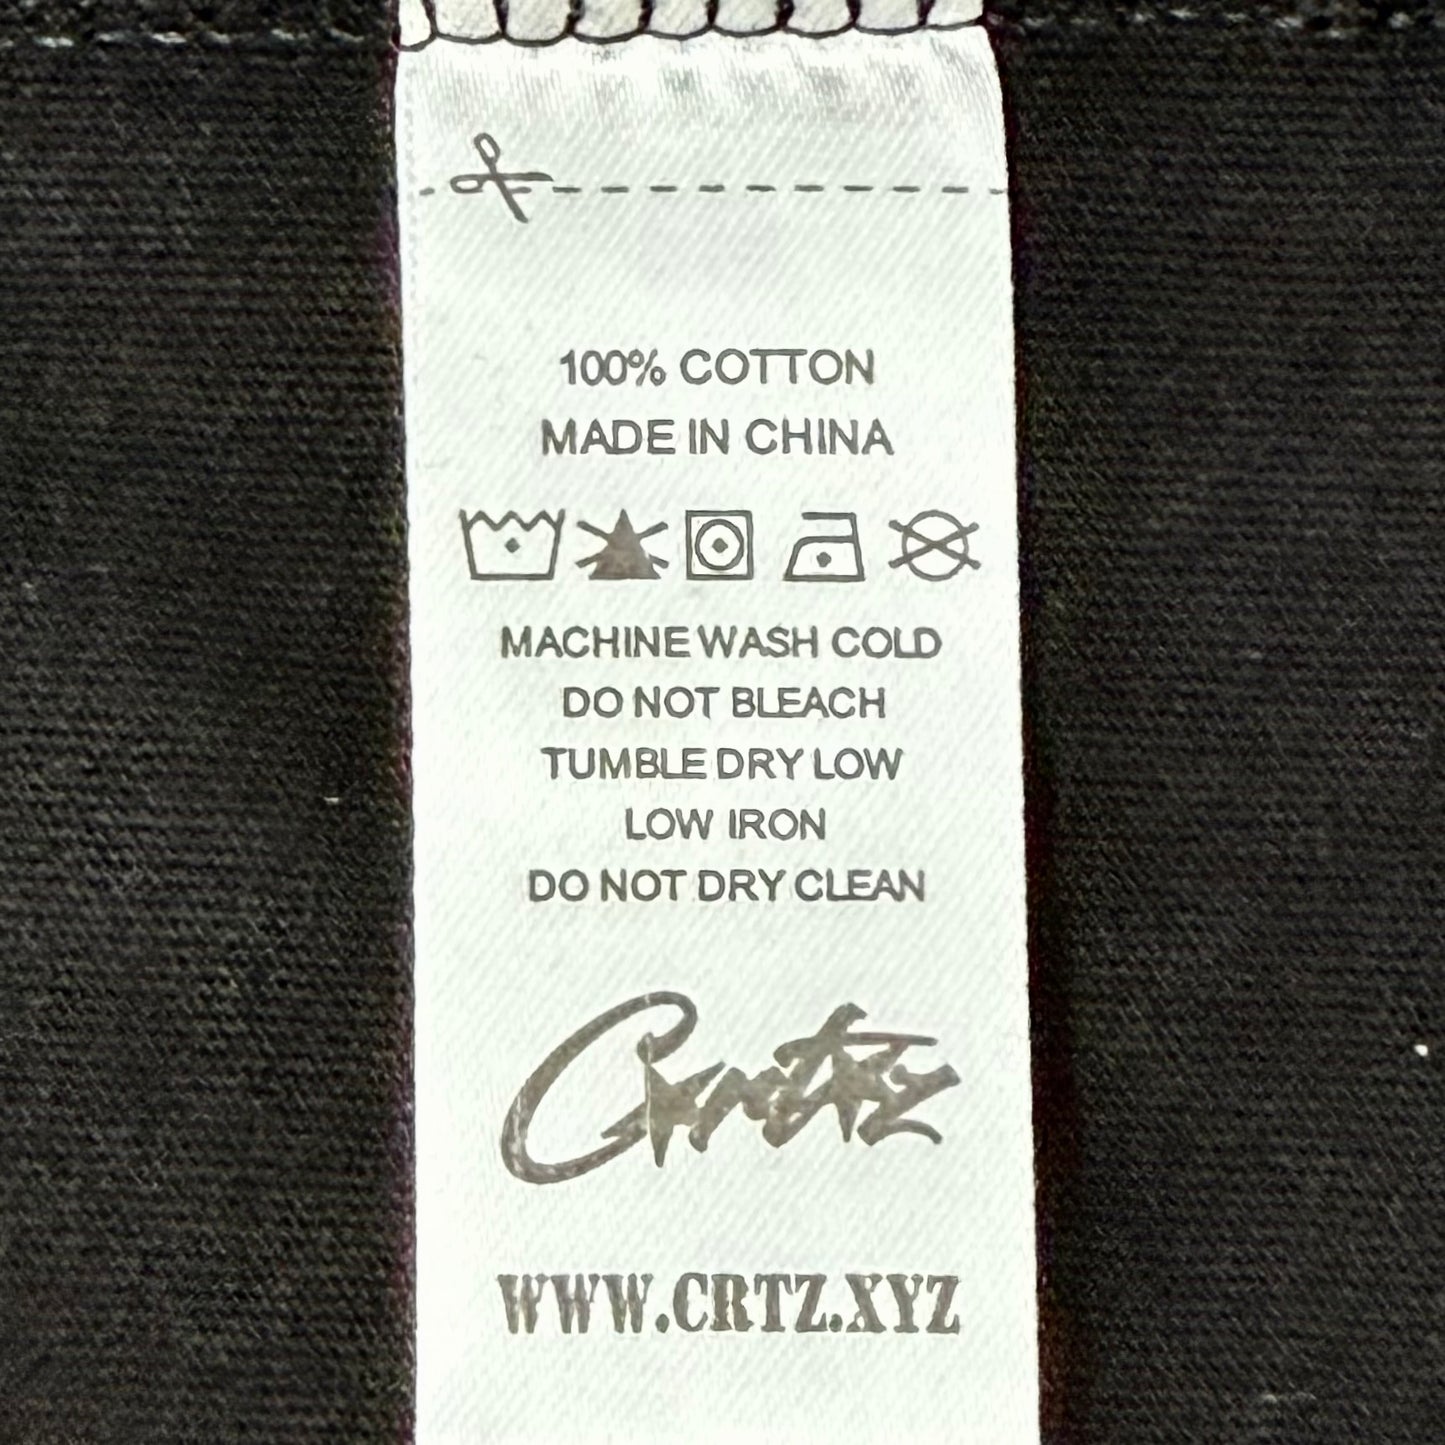 100% COTTON
MADE IN CHINA
MACHINE WASH COLD
DO NOT BLEACH
TUMBLE DRY LOW
LOW IRON
DO NOT DRY CLEAN
Crtz
WWW.CRTZ.XYZ